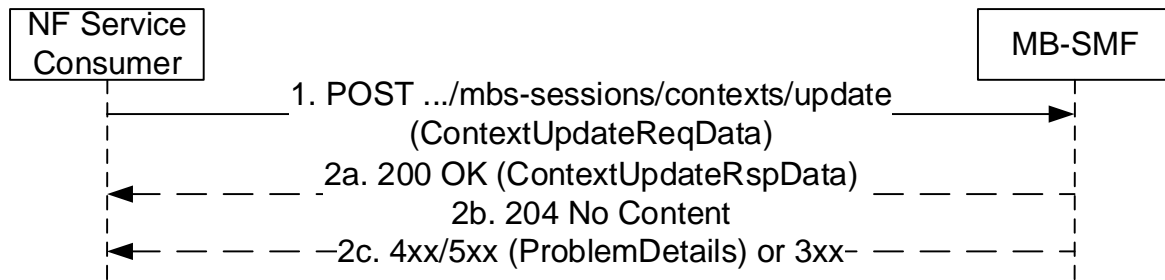 NF Service
Consumer
MB-SMF
1. POST .../mbs-sessions/contexts/update
(ContextUpdateReqData)
2a. 200 OK (ContextUpdateRspData)
2b. 204 No Content
2c. 4xx/5xx (ProblemDetails) or 3xx